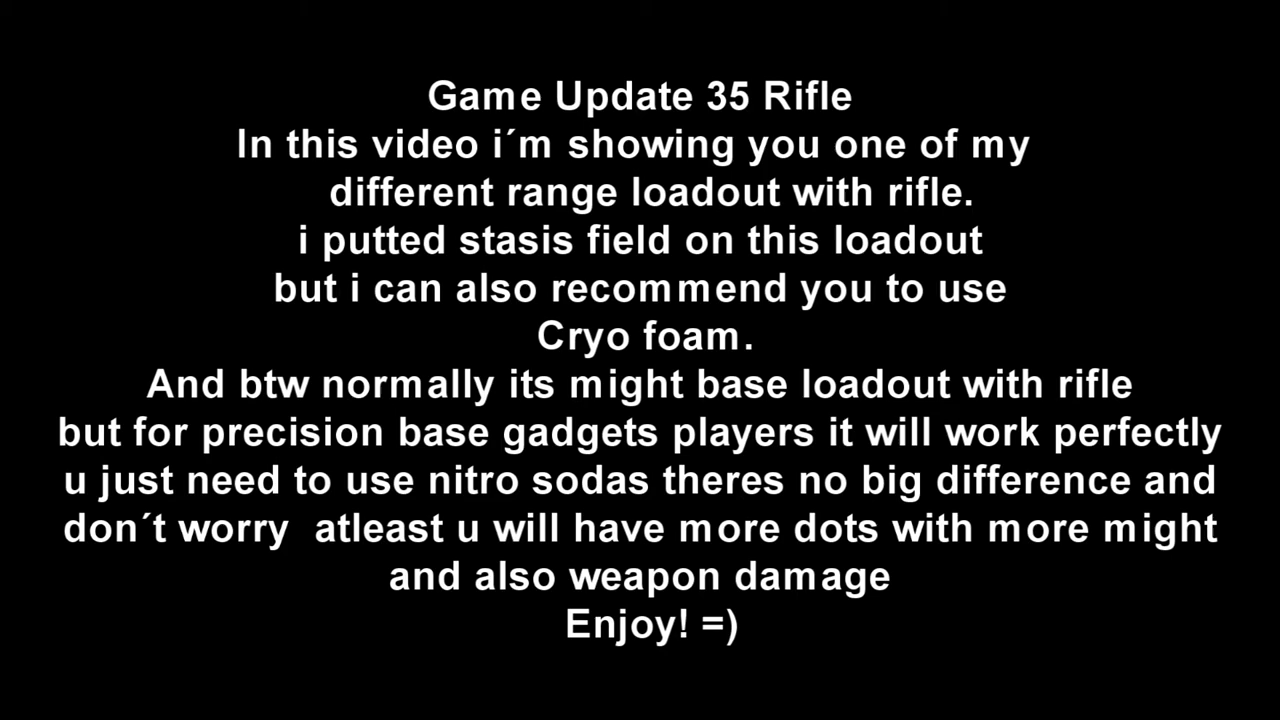 Game Update 35 Rifle
In this video i´m showing you one of my
different range loadout with rifle.
i putted stasis field on this loadout
but i can also recommend you to use
Cryo foam.
And btw normally its might base loadout with rifle
but for precision base gadgets players it will work perfectly
u just need to use nitro sodas theres no big difference and
don´t worry  atleast u will have more dots with more might
and also weapon damage
Enjoy! =)